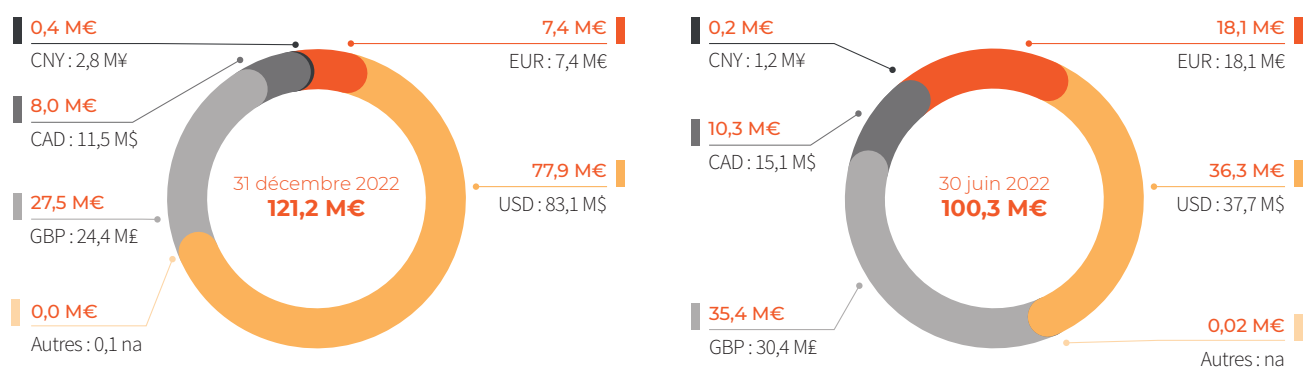 0,4 M€
CNY : 2,8 M¥
7,4 M€
EUR : 7,4 M€
8,0 M€
CAD : 11,5 M$
77,9 M€
USD : 83,1 M$
31 décembre 2022
121,2 M€
27,5 M€
GBP : 24,4 M£
0,0 M€
Autres : 0,1 na
0,2 M€
CNY : 1,2 M¥
18,1 M€
EUR : 18,1 M€
10,3 M€
CAD : 15,1 M$
36,3 M€
USD : 37,7 M$
30 juin 2022
100,3 M€
35,4 M€
GBP : 30,4 M£
0,02 M€
Autres : na